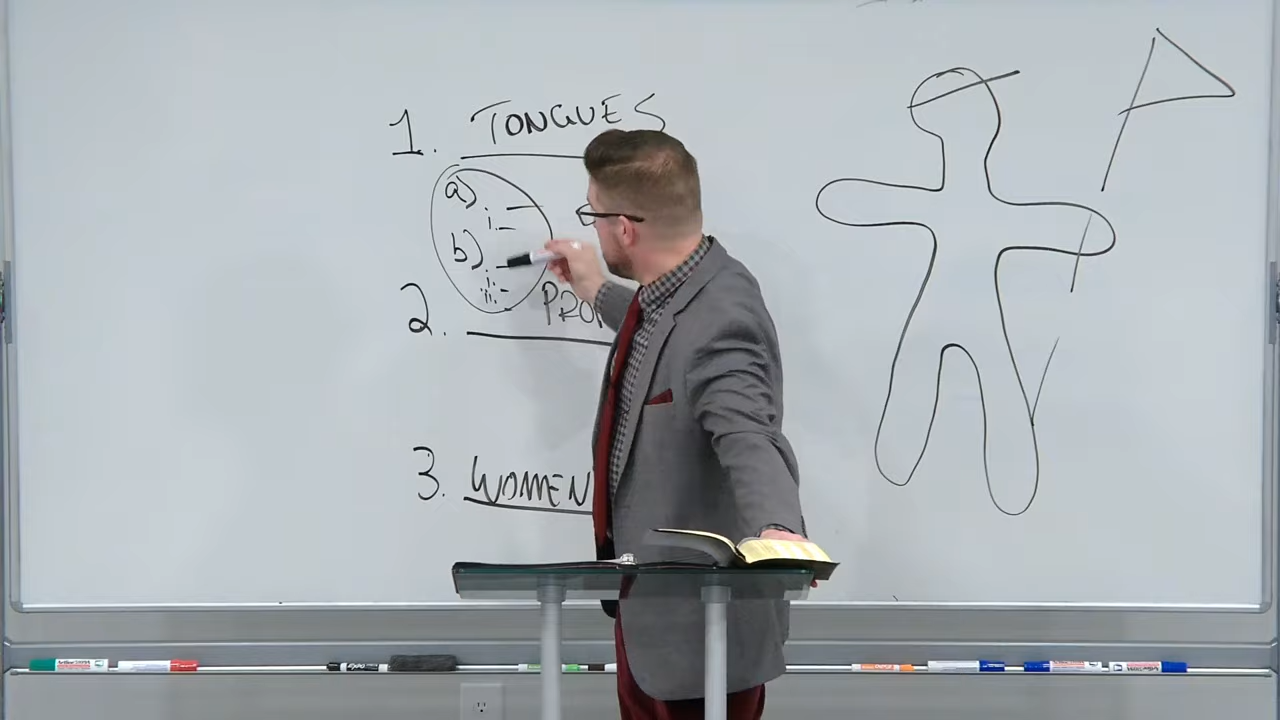 1. TONGUES
a) . —
i. -
b) . -
i. -
ii. -
2.
3. WOMEN